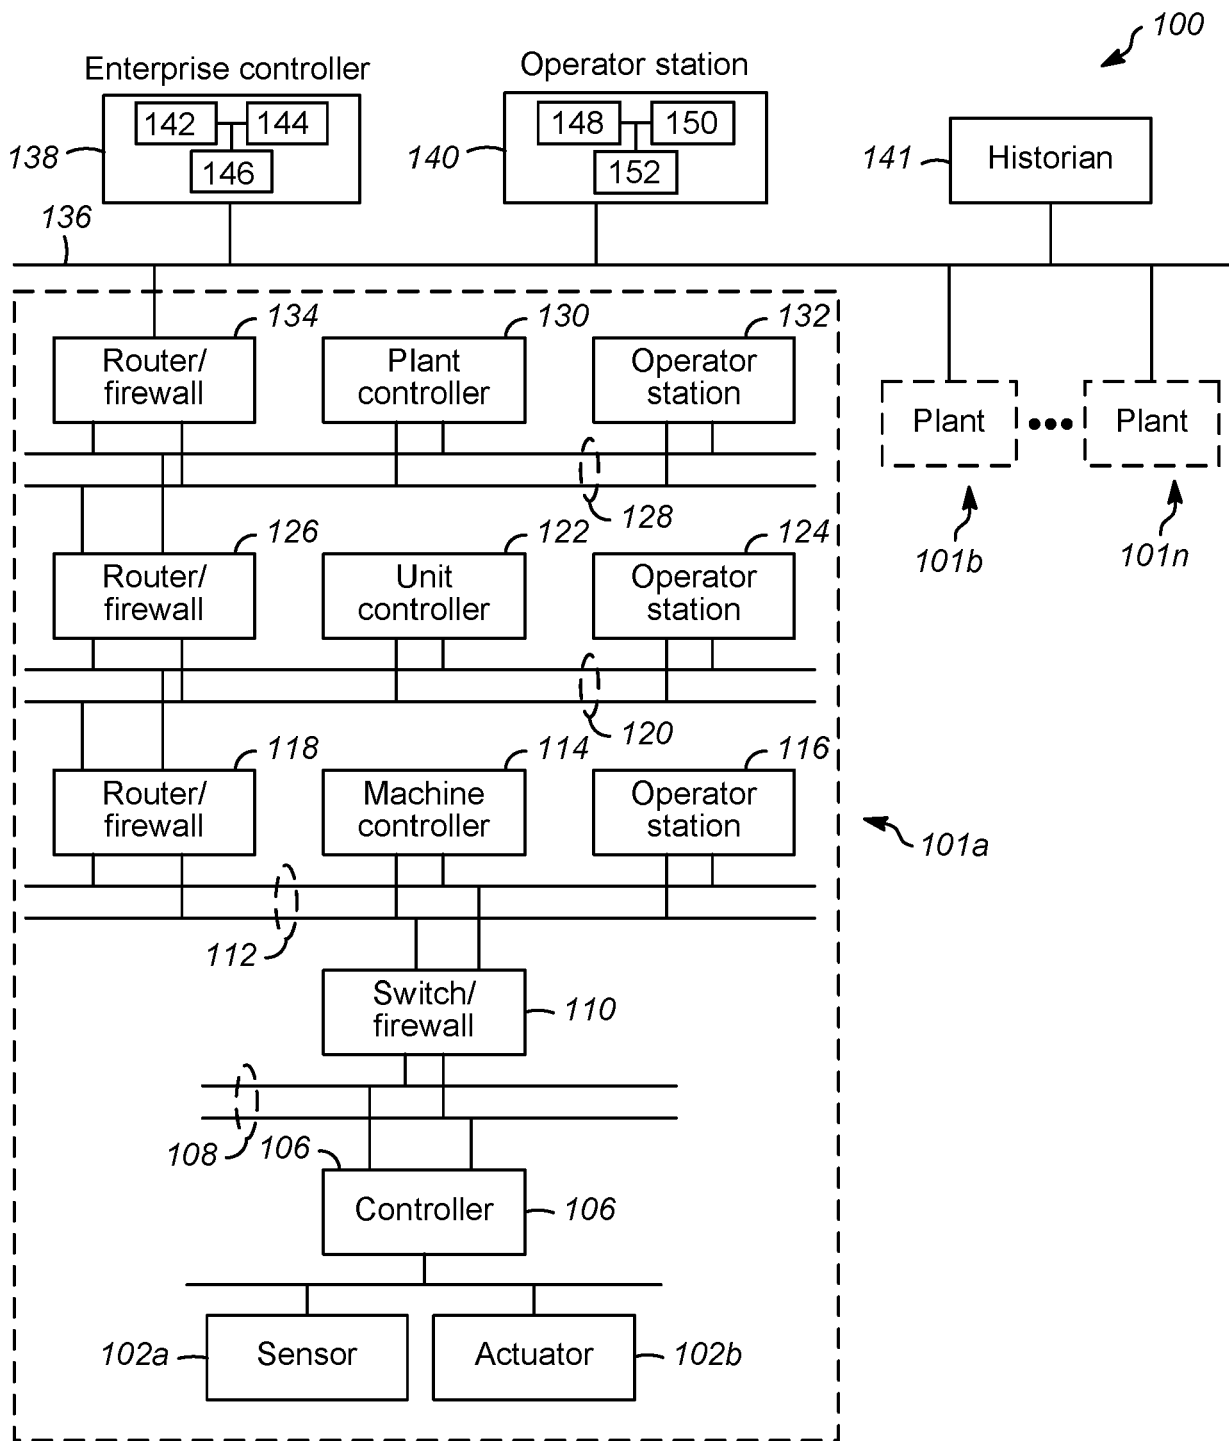 100
Enterprise controller
Operator station
142
144
146
138
148
150
152
140
141
Historian
136
134
130
132
Router/
firewall
Plant
controller
Operator
station
Plant
Plant
128
101b
101n
126
122
124
Router/
firewall
Unit
controller
Operator
station
120
118
114
116
Router/
firewall
Machine
controller
Operator
station
101a
112
Switch/
firewall
110
108
106
Controller
106
102a
Sensor
Actuator
102b